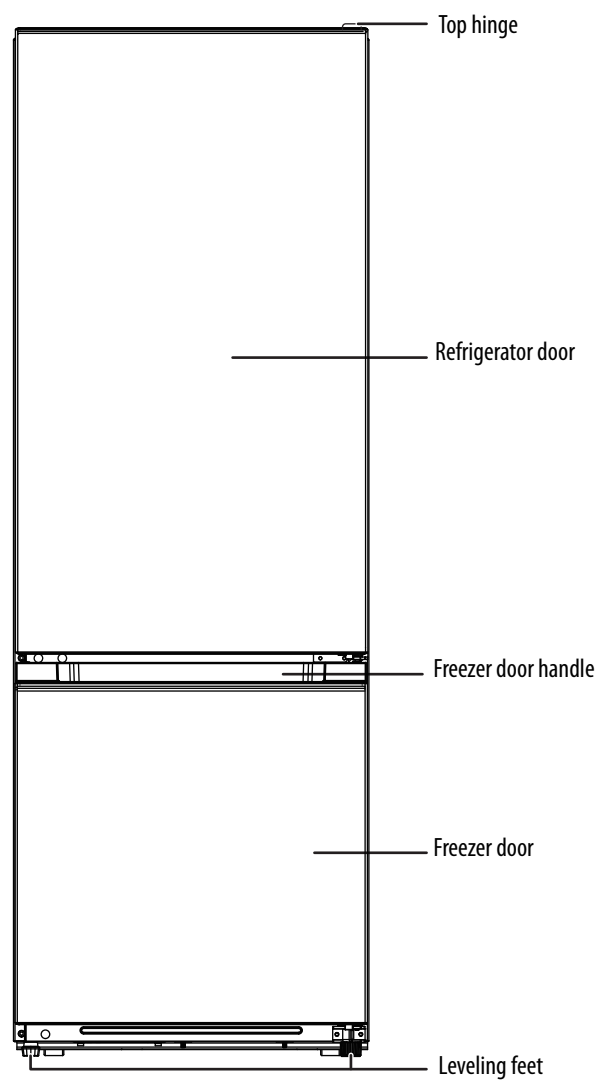 Top hinge
Refrigerator door
Freezer door handle
Freezer door
Leveling feet